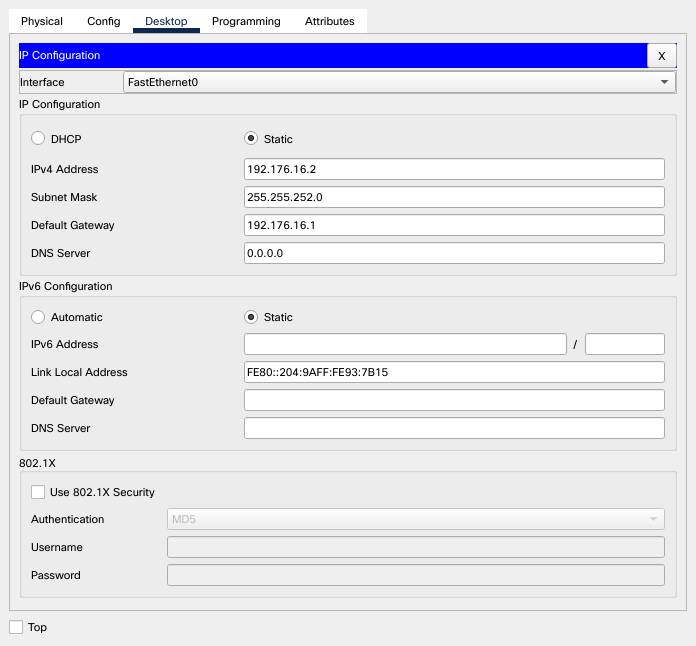 Physical Config Desktop Programming Attributes
IP Configuration X
Interface FastEthernet0
IP Configuration
DHCP Static
IPv4 Address 192.176.16.2
Subnet Mask 255.255.252.0
Default Gateway 192.176.16.1
DNS Server 0.0.0.0
IPv6 Configuration
Automatic Static
IPv6 Address /
Link Local Address FE80::204:9AFF:FE93:7B15
Default Gateway
DNS Server
802.1X
Use 802.1X Security
Authentication MD5
Username
Password
Top